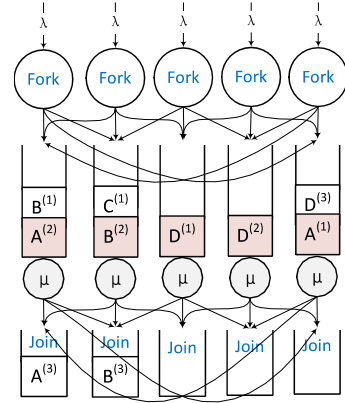 λ λ λ λ λ
Fork Fork Fork Fork Fork
B(1) C(1) D(3)
A(2) B(2) D(1) D(2) A(1)
μ μ μ μ μ
Join Join Join Join Join
A(3) B(3)